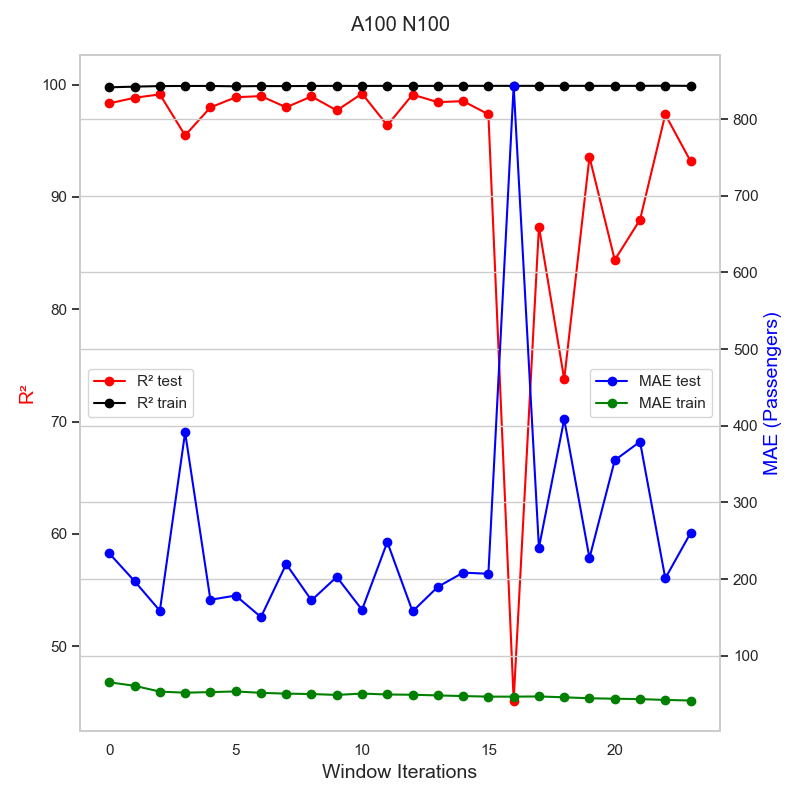 A100 N100
100
90
80
70
60
50
R²
800
700
600
500
400
300
200
100
MAE (Passengers)
R² test
R² train
MAE test
MAE train
0 5 10 15 20
Window Iterations